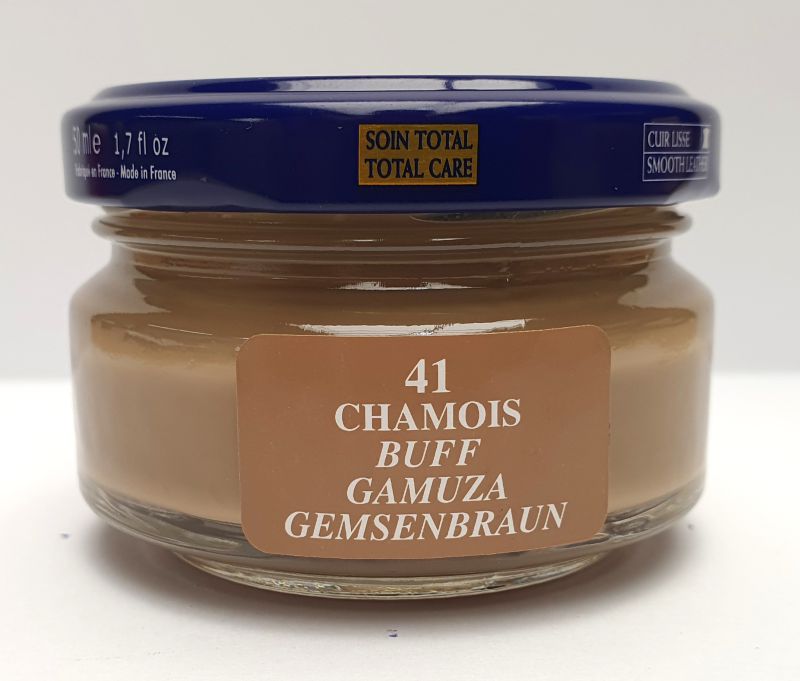 50 ml e 1,7 fl oz
Fabriqué en France - Made in France
SOIN TOTAL
TOTAL CARE
CUIR LISSE
SMOOTH LEATHER
41
CHAMOIS
BUFF
GAMUZA
GEMSENBRAUN